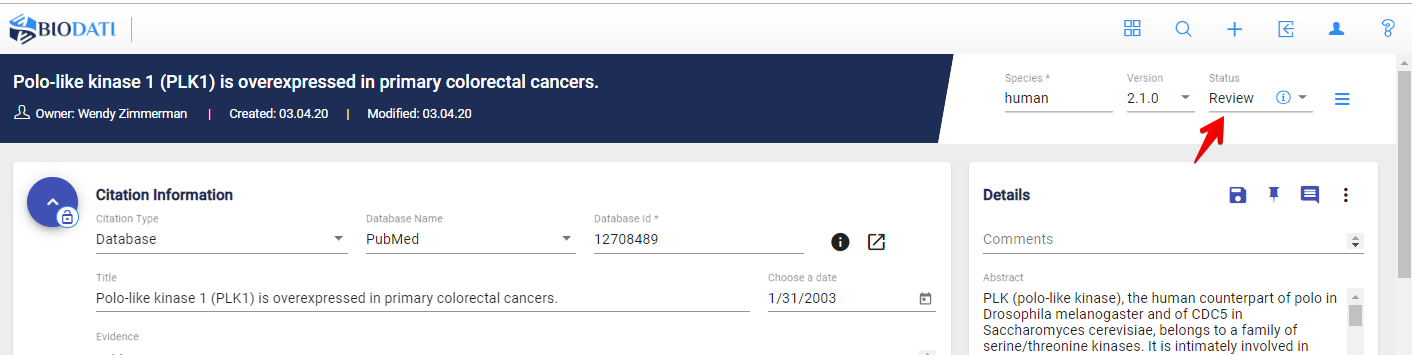 BIODATI
Polo-like kinase 1 (PLK1) is overexpressed in primary colorectal cancers.
Owner: Wendy Zimmerman | Created: 03.04.20 | Modified: 03.04.20
Species * Version Status
human 2.1.0 Review
Citation Information
Citation Type Database Name Database Id *
Database PubMed 12708489
Title Choose a date
Polo-like kinase 1 (PLK1) is overexpressed in primary colorectal cancers. 1/31/2003
Evidence
Details
Comments
Abstract
PLK (polo-like kinase), the human counterpart of polo in
Drosophila melanogaster and of CDC5 in
Saccharomyces cerevisiae, belongs to a family of
serine/threonine kinases. It is intimately involved in